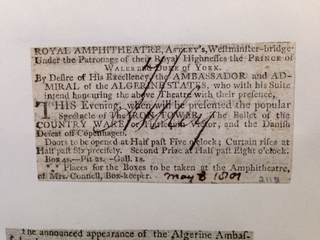 ROYAL AMPHITHEATRE, ASTLEY's, Westminster-bridge
Under the Patronage of their Royal Highnesses the PRINCE of
WALES and DUKE of YORK.
By Desire of His Excellency the AMBASSADOR and AD-
MIRAL of the ALGERINE STATES, who with his Suite
intend honouring the above Theatre with their presence.
THIS Evening, when will be presented the popular
Spectacle of The IRON TOWER. The Ballet of the
COUNTRY WAKE, or Harlequin Victor, and the Danish
Defeat off Copenhagen.
Doors to be opened at Half past Five o'clock; Curtain rises at
Half past Six precisely. Second Price at Half past Eight o'clock.
Box 4s.—Pit 2s.—Gall. 1s.
** Places for the Boxes to be taken at the Amphitheatre,
of Mrs. Connell, Box-keeper.
May 8 1801
the announced appearance of the Algerine Ambas-